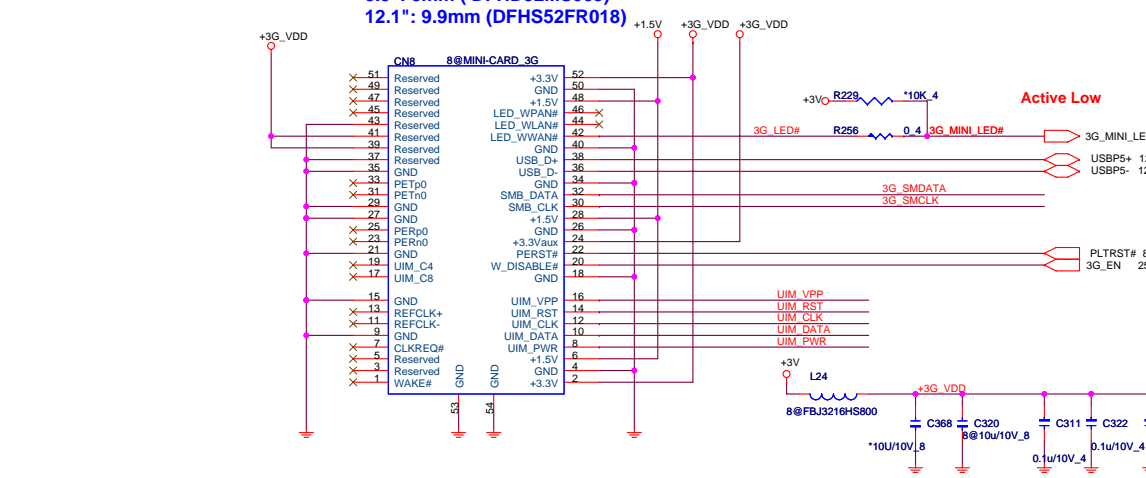 12.1": 9.9mm (DFHS52FR018)
+3G_VDD
+1.5V
+3G_VDD
+3G_VDD
CN8 8@MINI-CARD_3G
51 Reserved +3.3V 52
49 Reserved GND 50
47 Reserved +1.5V 48
45 Reserved LED_WPAN# 46
43 Reserved LED_WLAN# 44
41 Reserved LED_WWAN# 42
39 Reserved GND 40
37 Reserved USB_D+ 38
35 GND USB_D- 36
33 PETp0 GND 34
31 PETn0 SMB_DATA 32
29 GND SMB_CLK 30
27 GND +1.5V 28
25 PERp0 GND 26
23 PERn0 +3.3Vaux 24
21 GND PERST# 22
19 UIM_C4 W_DISABLE# 20
17 UIM_C8 GND 18
15 GND UIM_VPP 16
13 REFCLK+ UIM_RST 14
11 REFCLK- UIM_CLK 12
9 GND UIM_DATA 10
7 CLKREQ# UIM_PWR 8
5 Reserved +1.5V 6
3 Reserved GND 4
1 WAKE# +3.3V 2
GND GND
53 54
+3V R229 *10K_4
Active Low
3G_LED# R256 0_4 3G_MINI_LED# 3G_MINI_LE
USBP5+ 1
USBP5- 12
3G_SMDATA
3G_SMCLK
PLTRST# 8
3G_EN 25
UIM_VPP
UIM_RST
UIM_CLK
UIM_DATA
UIM_PWR
+3V
L24
8@FBJ3216HS800
+3G_VDD
C368 C320 C311 C322
*10U/10V_8 8@10u/10V_8 0.1u/10V_4 0.1u/10V_4